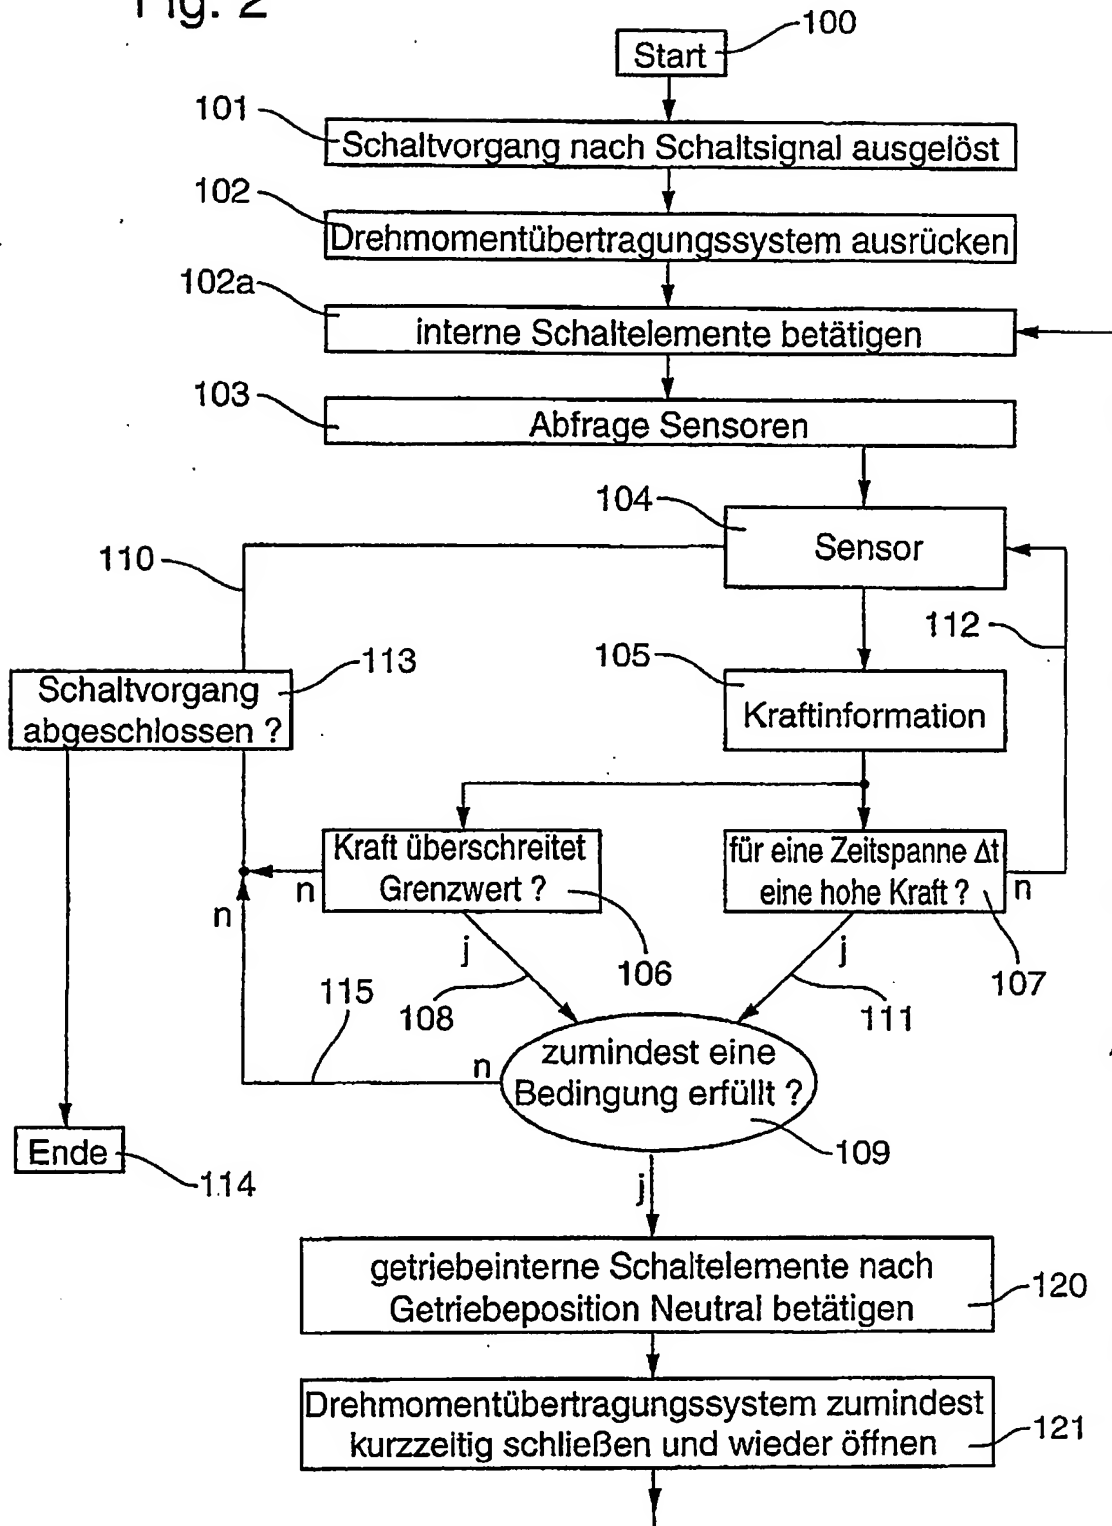 Fig. 2
100
Start
101
Schaltvorgang nach Schaltsignal ausgelöst
102
Drehmomentübertragungssystem ausrücken
102a
interne Schaltelemente betätigen
103
Abfrage Sensoren
104
Sensor
110
112
113
105
Schaltvorgang
abgeschlossen ?
Kraftinformation
Kraft überschreitet
Grenzwert ?
für eine Zeitspanne Δt
eine hohe Kraft ?
n
n
n
j
j
106
107
115
108
111
n
zumindest eine
Bedingung erfüllt ?
109
Ende
114
j
getriebeinterne Schaltelemente nach
Getriebeposition Neutral betätigen
120
Drehmomentübertragungssystem zumindest
kurzzeitig schließen und wieder öffnen
121